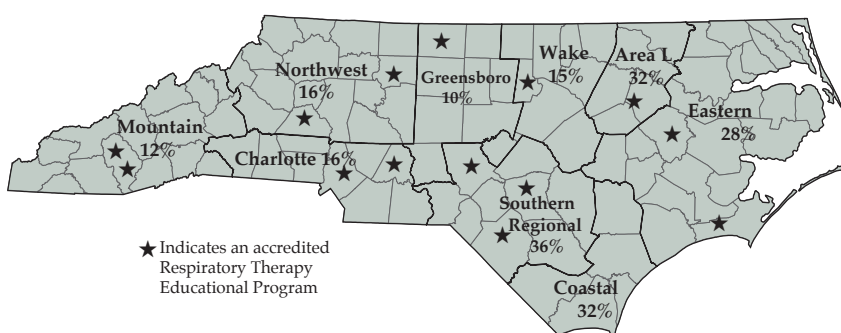 Northwest
16%
Greensboro
10%
Wake
15%
Area L
32%
Eastern
28%
Mountain
12%
Charlotte 16%
Southern
Regional
36%
Coastal
32%
Indicates an accredited
Respiratory Therapy
Educational Program